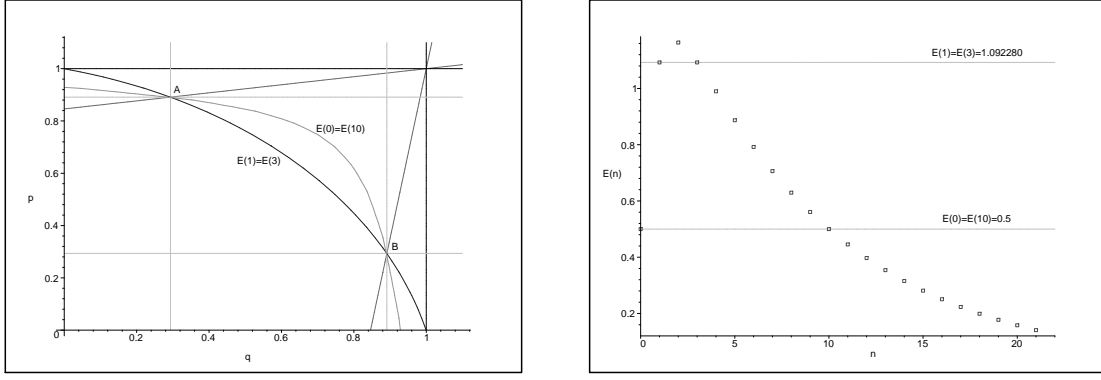 1
0.8
0.6
p
0.4
0.2
0
0 0.2 0.4 0.6 0.8 1
q
A
E(0)=E(10)
E(1)=E(3)
B
E(1)=E(3)=1.092280
1
0.8
0.6
E(n)
E(0)=E(10)=0.5
0.4
0.2
0 5 10 15 20
n